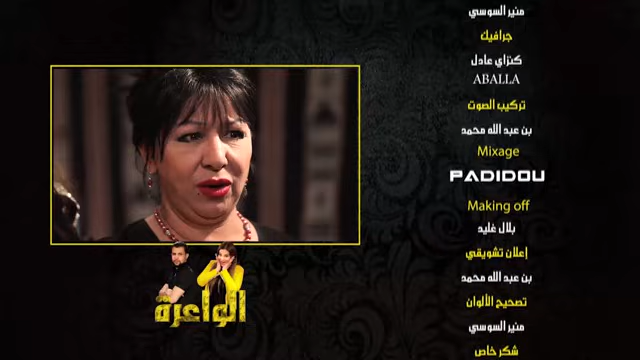 منير السوسي
جرافيك
كنزاي عادل
ABALLA
تركيب الصوت
بن عبد الله محمد
Mixage
PADIDOU
Making off
بلال غليد
إعلان تشويقي
بن عبد الله محمد
تصحيح الألوان
منير السوسي
شكر خاص
الواعرة